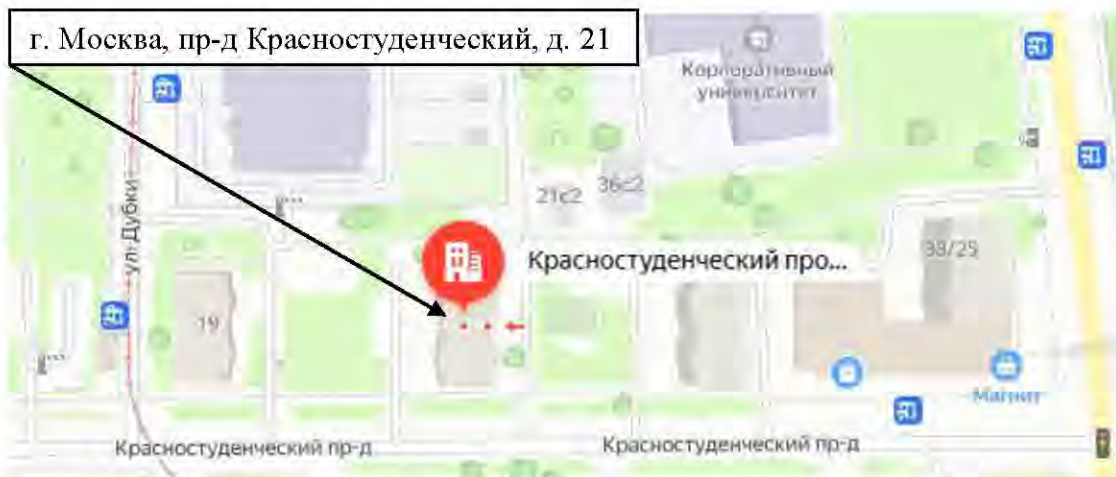 г. Москва, пр-д Красностуденческий, д. 21
Корпоративный
университет
ул. Дубки
21с2
36с2
Красностуденческий про...
38/25
19
Магнит
Красностуденческий пр-д
Красностуденческий пр-д